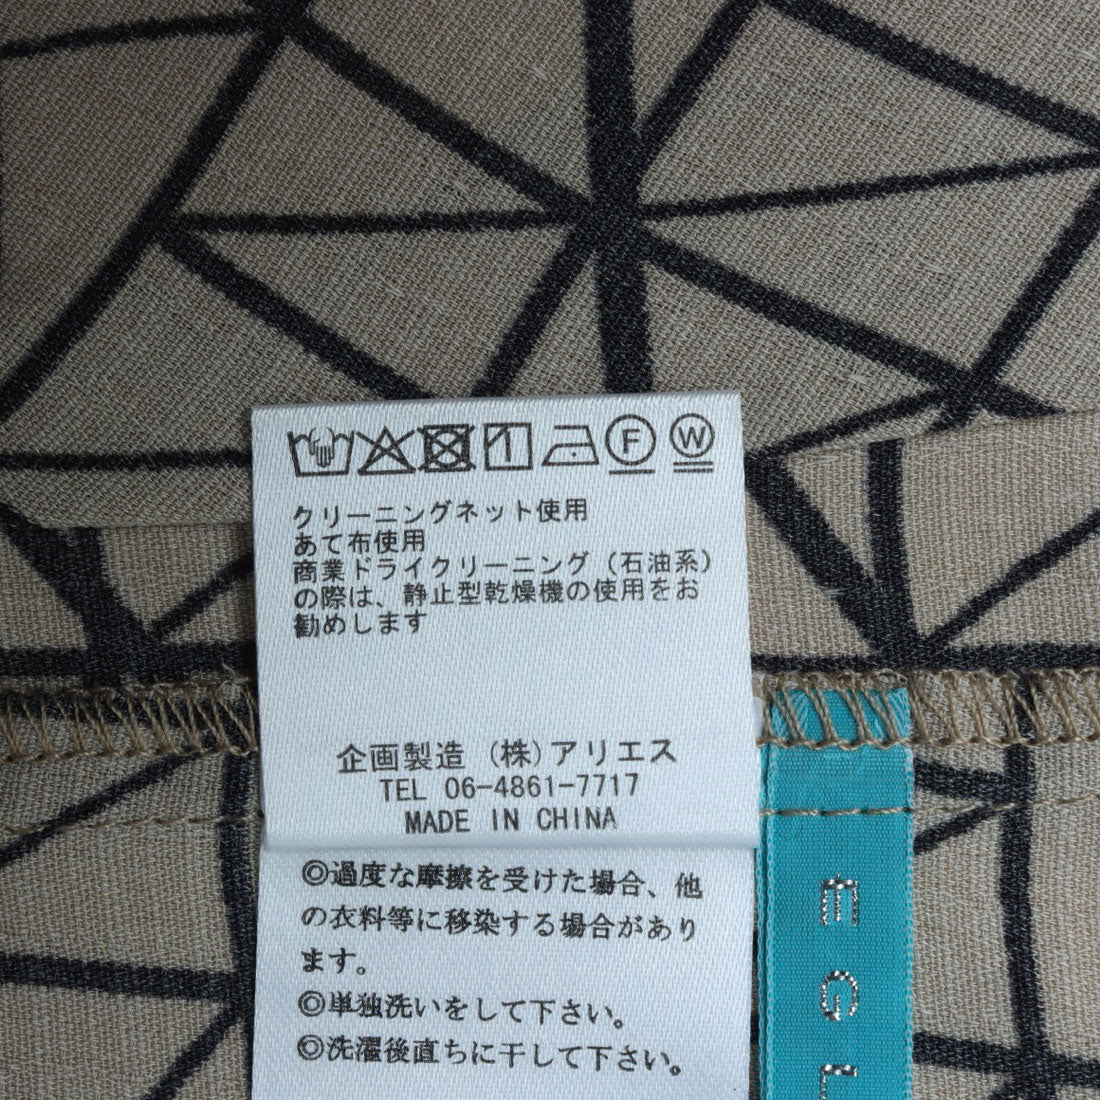 F W
クリーニングネット使用
あて布使用
商業ドライクリーニング（石油系）
の際は、静止型乾燥機の使用をお
勧めします
企画製造 (株)アリエス
TEL 06-4861-7717
MADE IN CHINA
◎過度な摩擦を受けた場合、他
の衣料等に移染する場合があり
ます。
◎単独洗いをして下さい。
◎洗濯後直ちに干して下さい。
EGL